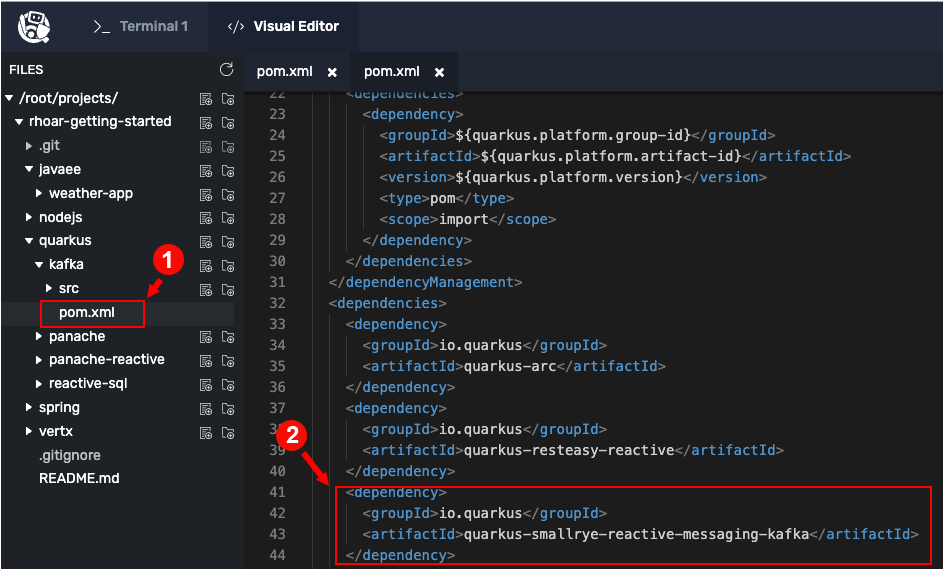 >_ Terminal 1
</> Visual Editor
FILES
/root/projects/
rhoar-getting-started
.git
javaee
weather-app
nodejs
quarkus
kafka
src
pom.xml
panache
panache-reactive
reactive-sql
spring
vertx
.gitignore
README.md
1
pom.xml x
pom.xml x
22 <dependencies>
23 <dependency>
24 <groupId>${quarkus.platform.group-id}</groupId>
25 <artifactId>${quarkus.platform.artifact-id}</artifactId>
26 <version>${quarkus.platform.version}</version>
27 <type>pom</type>
28 <scope>import</scope>
29 </dependency>
30 </dependencies>
31 </dependencyManagement>
32 <dependencies>
33 <dependency>
34 <groupId>io.quarkus</groupId>
35 <artifactId>quarkus-arc</artifactId>
36 </dependency>
37 <dependency>
38 <groupId>io.quarkus</groupId>
39 <artifactId>quarkus-resteasy-reactive</artifactId>
40 </dependency>
2
41 <dependency>
42 <groupId>io.quarkus</groupId>
43 <artifactId>quarkus-smallrye-reactive-messaging-kafka</artifactId>
44 </dependency>